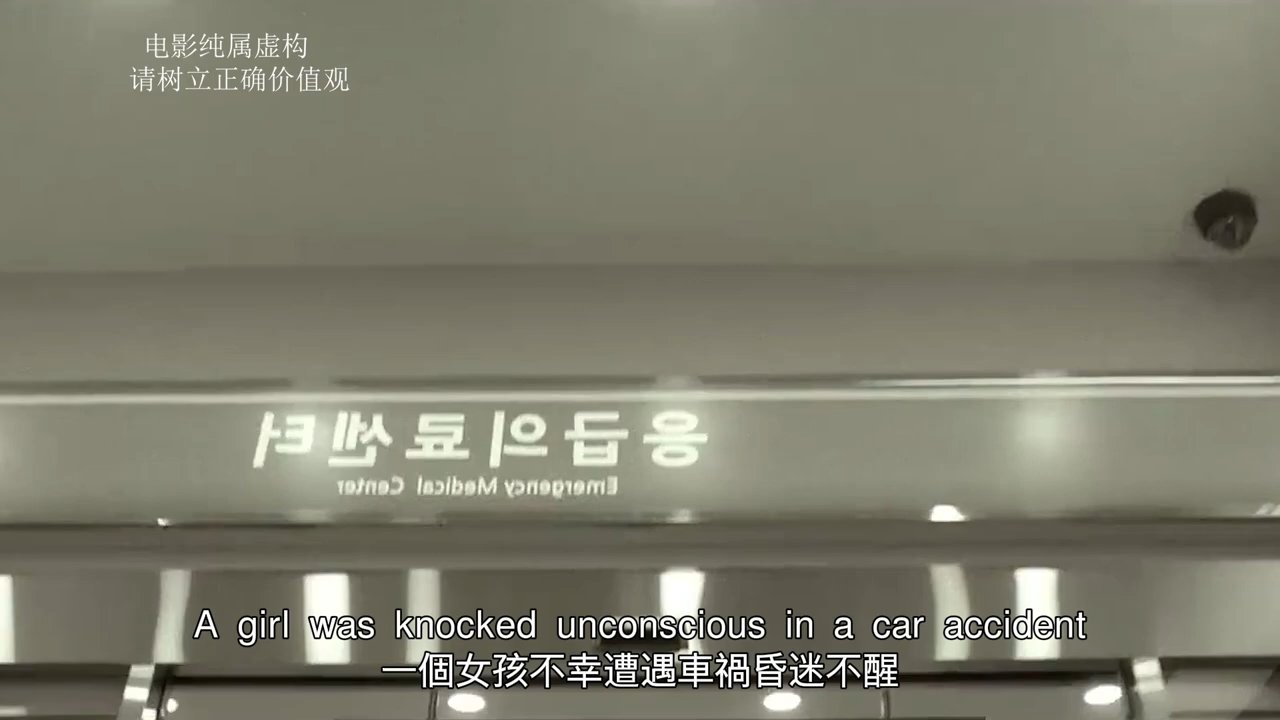 电影纯属虚构
请树立正确价值观
응급의료센터
Emergency Medical Center
A girl was knocked unconscious in a car accident
一個女孩不幸遭遇車禍昏迷不醒